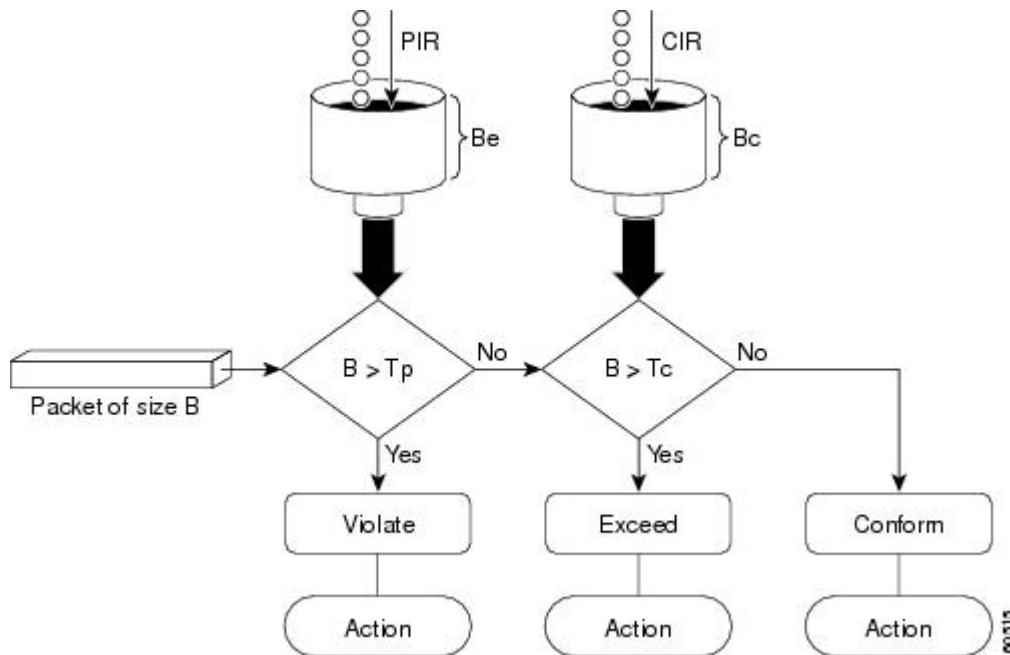 PIR
CIR
Be
Bc
B > Tp
No
B > Tc
No
Packet of size B
Yes
Yes
Violate
Exceed
Conform
Action
Action
Action
60515